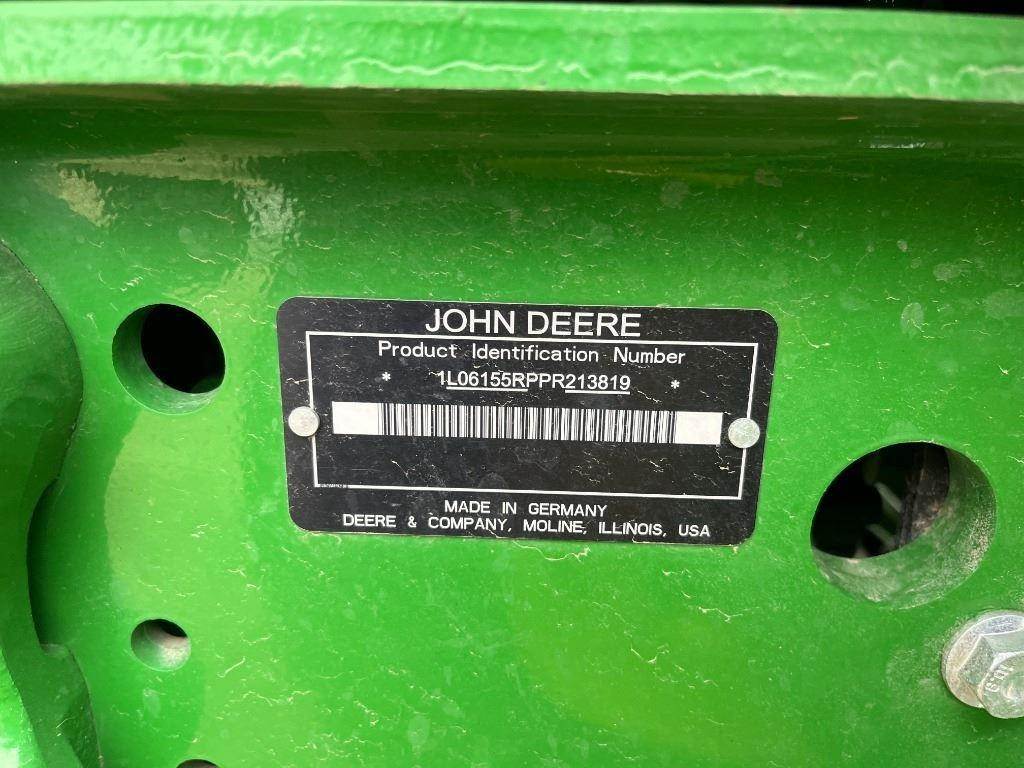 JOHN DEERE
Product Identification Number
* 1L06155RPPR213819 *
MADE IN GERMANY
DEERE & COMPANY, MOLINE, ILLINOIS, USA